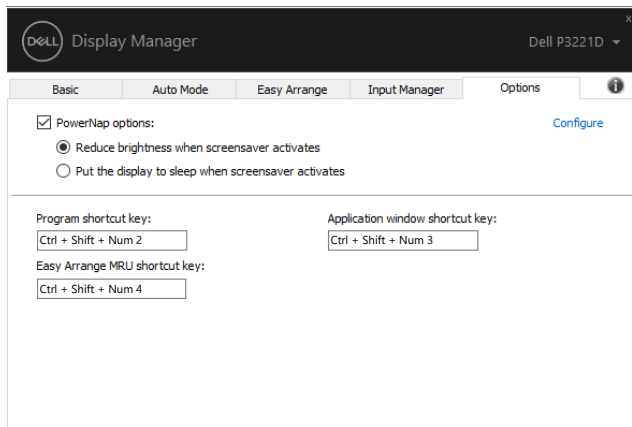 DELL Display Manager
Dell P3221D
Basic Auto Mode Easy Arrange Input Manager Options
PowerNap options:
Configure
Reduce brightness when screensaver activates
Put the display to sleep when screensaver activates
Program shortcut key:
Application window shortcut key:
Ctrl + Shift + Num 2
Ctrl + Shift + Num 3
Easy Arrange MRU shortcut key:
Ctrl + Shift + Num 4